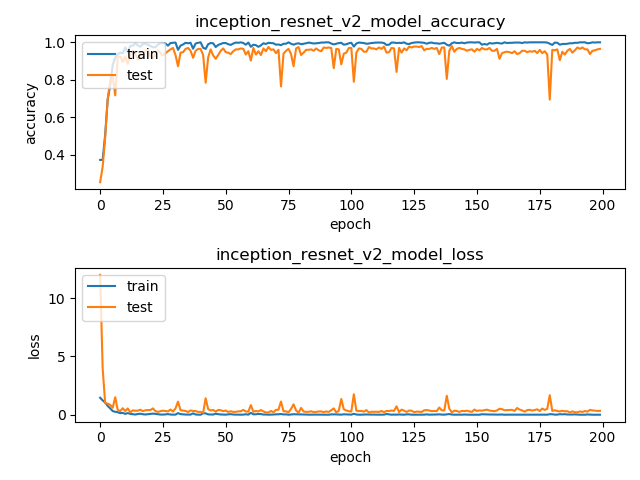 inception_resnet_v2_model_accuracy
1.0
0.8
0.6
0.4
accuracy
train
test
0 25 50 75 100 125 150 175 200
epoch
inception_resnet_v2_model_loss
10
5
0
loss
train
test
0 25 50 75 100 125 150 175 200
epoch